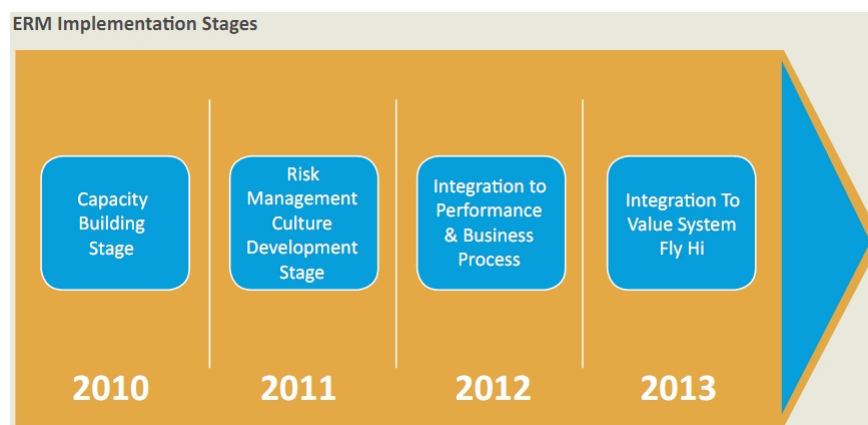 ERM Implementation Stages
Capacity
Building
Stage
Risk
Management
Culture
Development
Stage
Integration to
Performance
& Business
Process
Integration To
Value System
Fly Hi
2010
2011
2012
2013